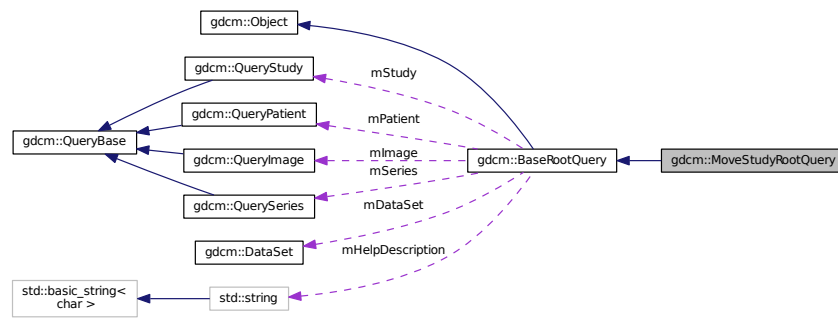 gdcm::Object
gdcm::QueryStudy
mStudy
gdcm::QueryPatient
mPatient
gdcm::QueryBase
gdcm::QueryImage
mImage
gdcm::BaseRootQuery
gdcm::MoveStudyRootQuery
mSeries
gdcm::QuerySeries
mDataSet
gdcm::DataSet
mHelpDescription
std::basic_string<
char >
std::string